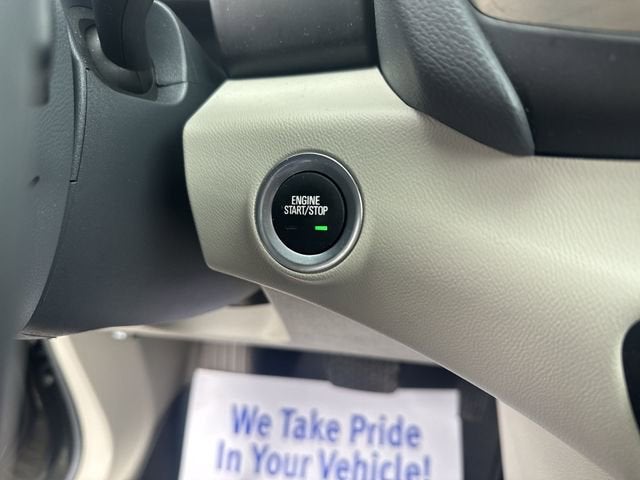 ENGINE
START/STOP
We Take Pride
In Your Vehicle!